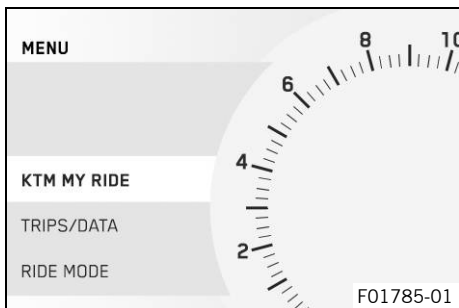 MENU
KTM MY RIDE
TRIPS/DATA
RIDE MODE
2
4
6
8
10
F01785-01